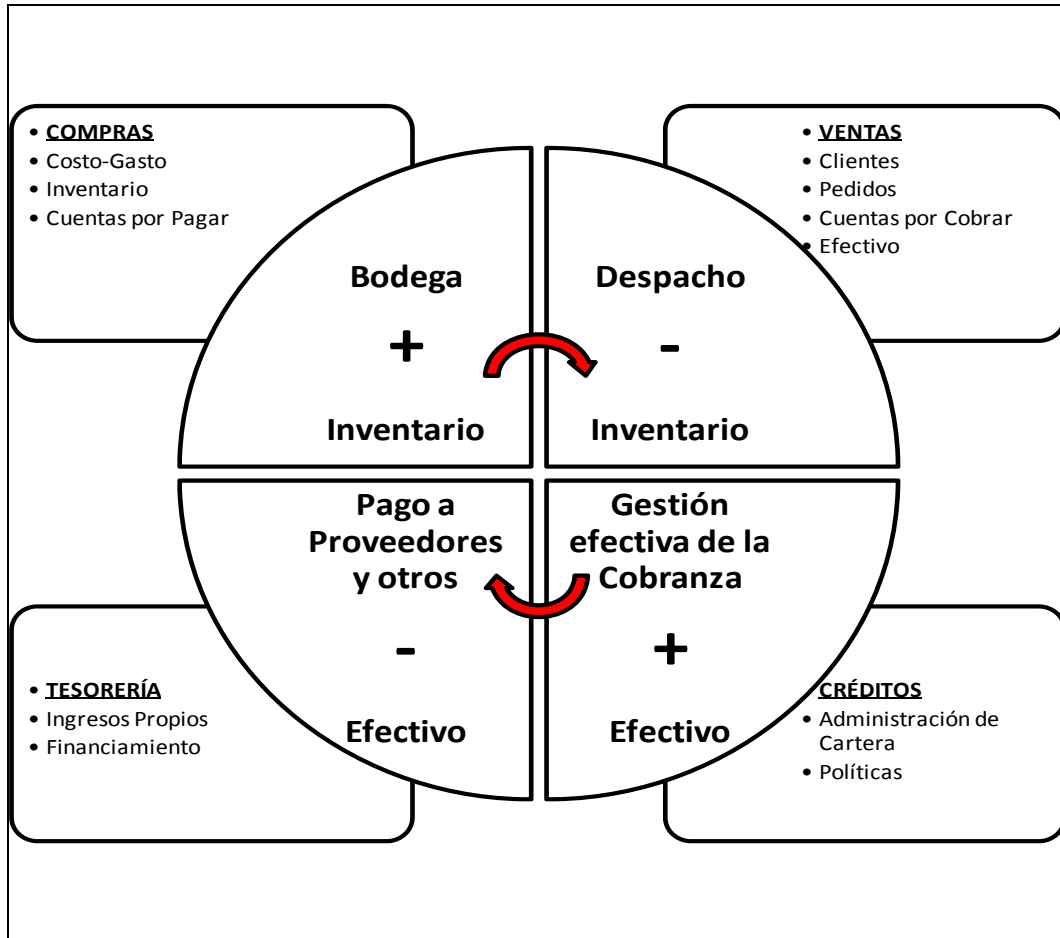 • COMPRAS
• Costo-Gasto
• Inventario
• Cuentas por Pagar
• VENTAS
• Clientes
• Pedidos
• Cuentas por Cobrar
• Efectivo
Bodega
+
Inventario
Despacho
-
Inventario
Pago a
Proveedores
y otros
-
Efectivo
Gestión
efectiva de la
Cobranza
+
Efectivo
• TESORERÍA
• Ingresos Propios
• Financiamiento
• CRÉDITOS
• Administración de
Cartera
• Políticas